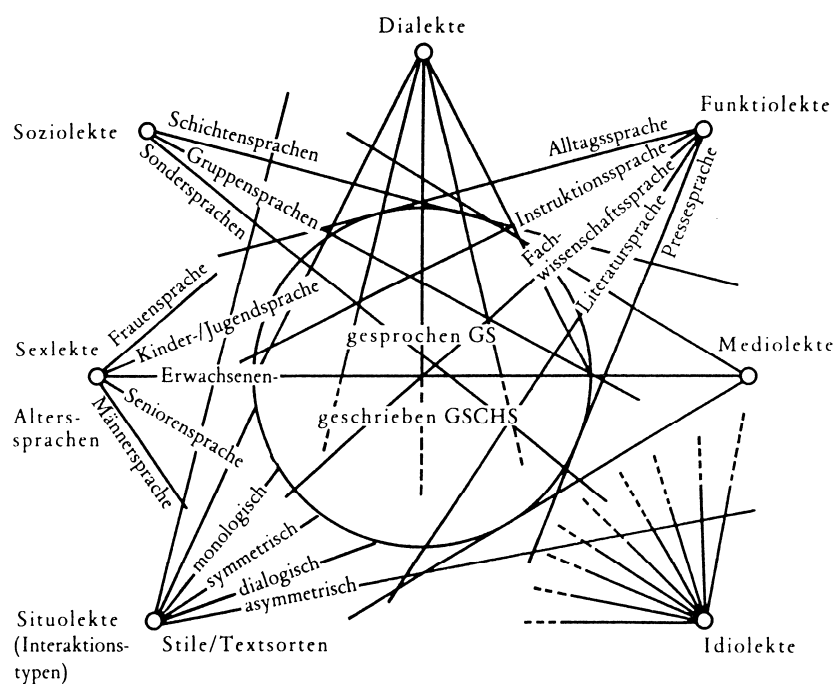 Dialekte
Funktiolekte
Soziolekte
Schichtensprachen
Gruppensprachen
Sondersprachen
Alltagssprache
Instruktionssprache
Fach-
wissenschaftssprache
Literatursprache
Pressesprache
Frauensprache
Kinder-/Jugendsprache
gesprochen GS
Sexlekte
Erwachsenen-
Mediolekte
Alters-
sprachen
Seniorensprache
Männersprache
geschrieben GSCHS
monologisch
symmetrisch
dialogisch
asymmetrisch
Situolekte
(Interaktions-
typen)
Stile/Textsorten
Idiolekte